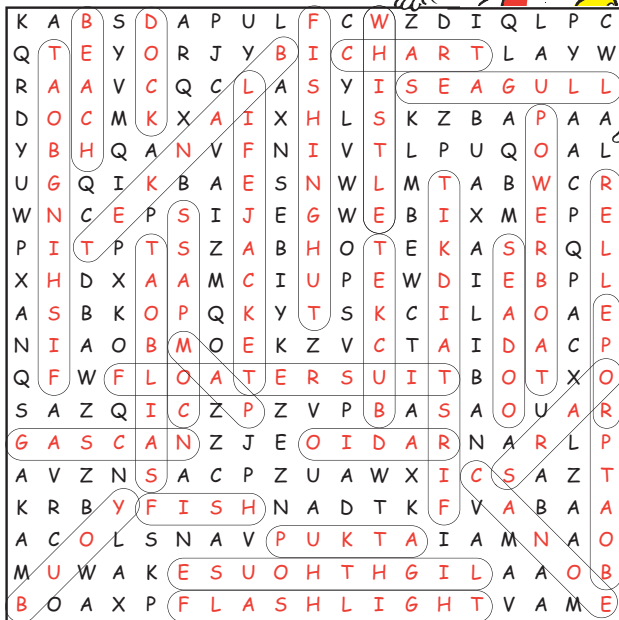 K A B S D A P U L F C W Z D I Q L P C
Q T E Y O R J Y B I C H A R T L A Y W
R A A V C Q C L A S Y I S E A G U L L
D O C M K X A I X H L S K Z B A P A A
Y B H Q A N V F N I V T L P U Q O A L
U G Q I K B A E S N W L M T A B W C R
W N C E P S I J E G W E B I X M E P E
P I T P T S Z A B H O T E K A S R Q L
X H D X A A M C I U P E W D I E B P L
A S B K O P Q K Y T S K C I L A O A E
N I A O B M O E K Z V C T A I D A C P
Q F W F L O A T E R S U I T B O T X O
S A Z Q I C Z P Z V P B A S A O U A R
G A S C A N Z J E O I D A R N A R L P
A V Z N S A C P Z U A W X I C S A Z T
K R B Y F I S H N A D T K F V A B A A
A C O L S N A V P U K T A I A M N A O
M U W A K E S U O H T H G I L A A O B
B O A X P F L A S H L I G H T V A M E